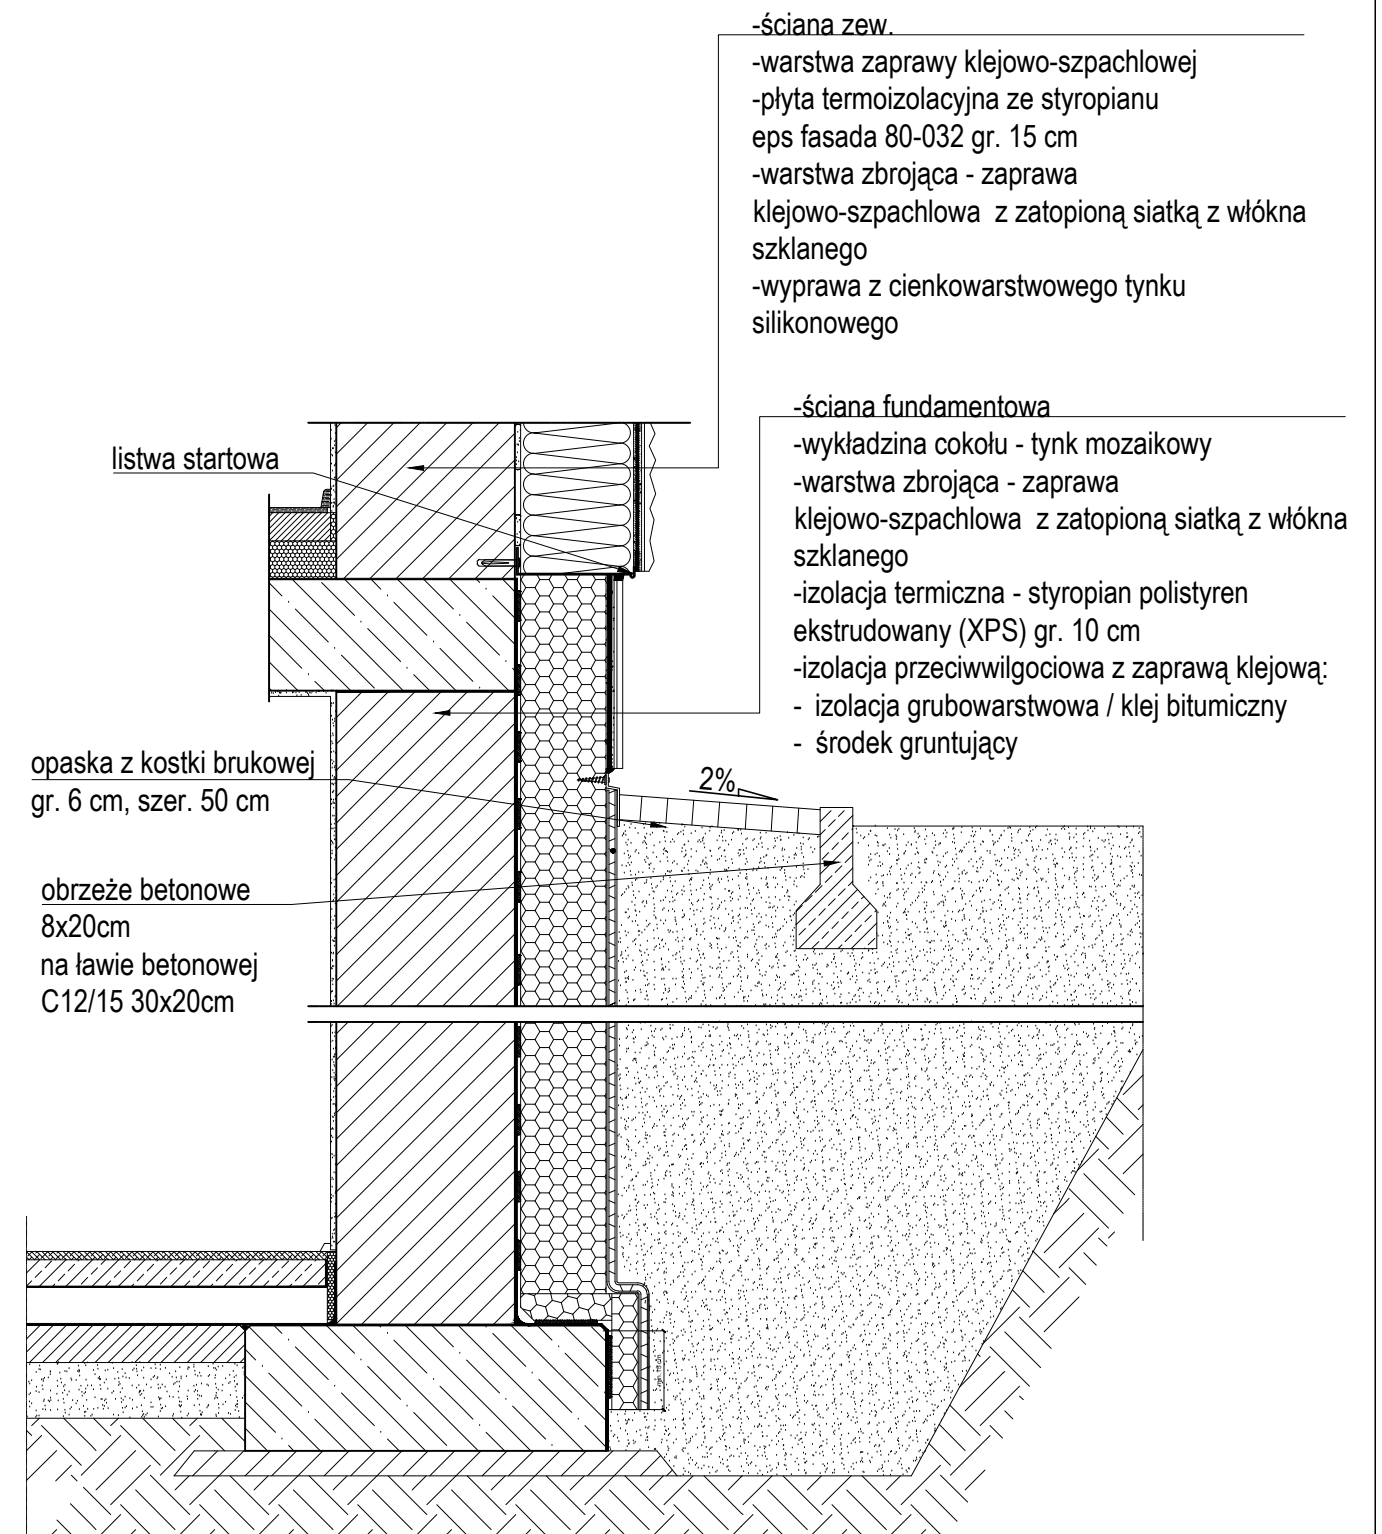 -ściana zew.
-warstwa zaprawy klejowo-szpachlowej
-płyta termoizolacyjna ze styropianu
eps fasada 80-032 gr. 15 cm
-warstwa zbrojąca - zaprawa
klejowo-szpachlowa z zatopioną siatką z włókna
szklanego
-wyprawa z cienkowarstwowego tynku
silikonowego
-ściana fundamentowa
-wykładzina cokołu - tynk mozaikowy
-warstwa zbrojąca - zaprawa
klejowo-szpachlowa z zatopioną siatką z włókna
szklanego
-izolacja termiczna - styropian polistyren
ekstrudowany (XPS) gr. 10 cm
-izolacja przeciwwilgociowa z zaprawą klejową:
- izolacja grubowarstwowa / klej bitumiczny
- środek gruntujący
listwa startowa
opaska z kostki brukowej
gr. 6 cm, szer. 50 cm
2%
obrzeże betonowe
8x20cm
na ławie betonowej
C12/15 30x20cm